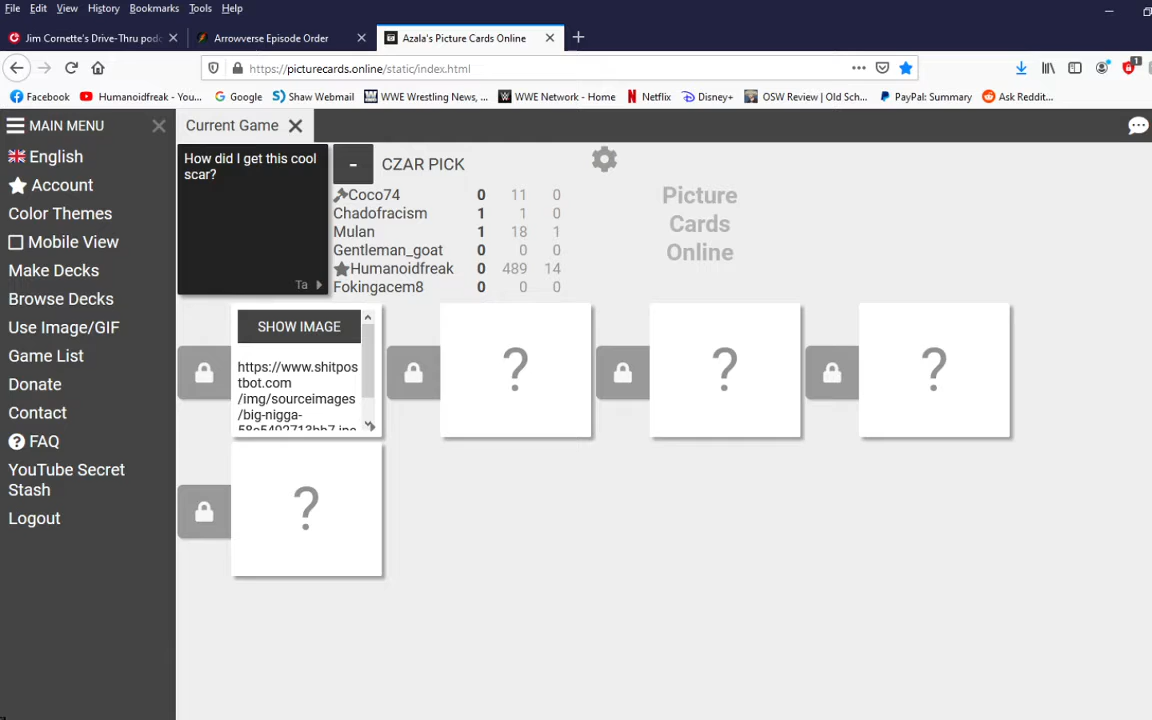 File Edit View History Bookmarks Tools Help
Jim Cornette's Drive-Thru podc
Arrowverse Episode Order
Azala's Picture Cards Online
https://picturecards.online/static/index.html
1
Facebook
Humanoidfreak - You...
Google
Shaw Webmail
WWE Wrestling News, ...
WWE Network - Home
Netflix
Disney+
OSW Review | Old Sch...
PayPal: Summary
Ask Reddit...
MAIN MENU
English
Account
Color Themes
Mobile View
Make Decks
Browse Decks
Use Image/GIF
Game List
Donate
Contact
FAQ
YouTube Secret
Stash
Logout
Current Game
How did I get this cool
scar?
Ta
-
CZAR PICK
Coco74 0 11 0
Chadofracism 1 1 0
Mulan 1 18 1
Gentleman_goat 0 0 0
Humanoidfreak 0 489 14
Fokingacem8 0 0 0
Picture
Cards
Online
SHOW IMAGE
https://www.shitpos
tbot.com
/img/sourceimages
/big-nigga-
?
?
?
?